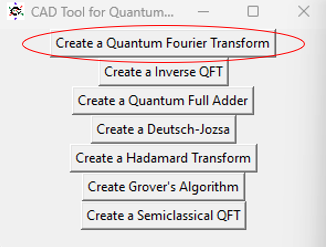 CAD Tool for Quantum...
Create a Quantum Fourier Transform
Create a Inverse QFT
Create a Quantum Full Adder
Create a Deutsch-Jozsa
Create a Hadamard Transform
Create Grover's Algorithm
Create a Semiclassical QFT